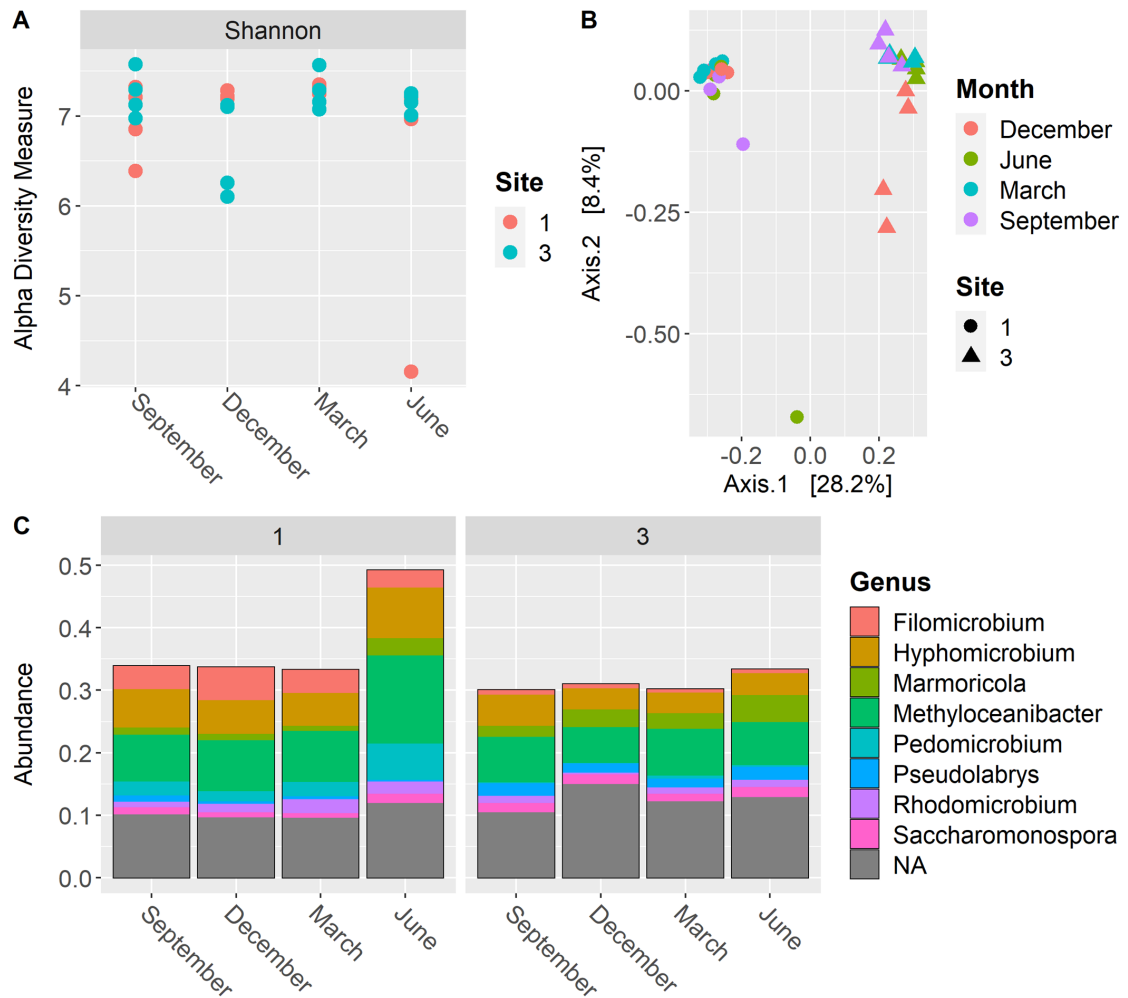 A
Shannon
Alpha Diversity Measure
7
6
5
4
September
December
March
June
Site
1
3
B
0.00
-0.25
-0.50
Axis.2 [8.4%]
-0.2
0.0
0.2
Axis.1 [28.2%]
Month
December
June
March
September
Site
1
3
C
1
3
Abundance
0.5
0.4
0.3
0.2
0.1
0.0
September
December
March
June
September
December
March
June
Genus
Filomicrobium
Hyphomicrobium
Marmoricola
Methyloceanibacter
Pedomicrobium
Pseudolabrys
Rhodomicrobium
Saccharomonospora
NA